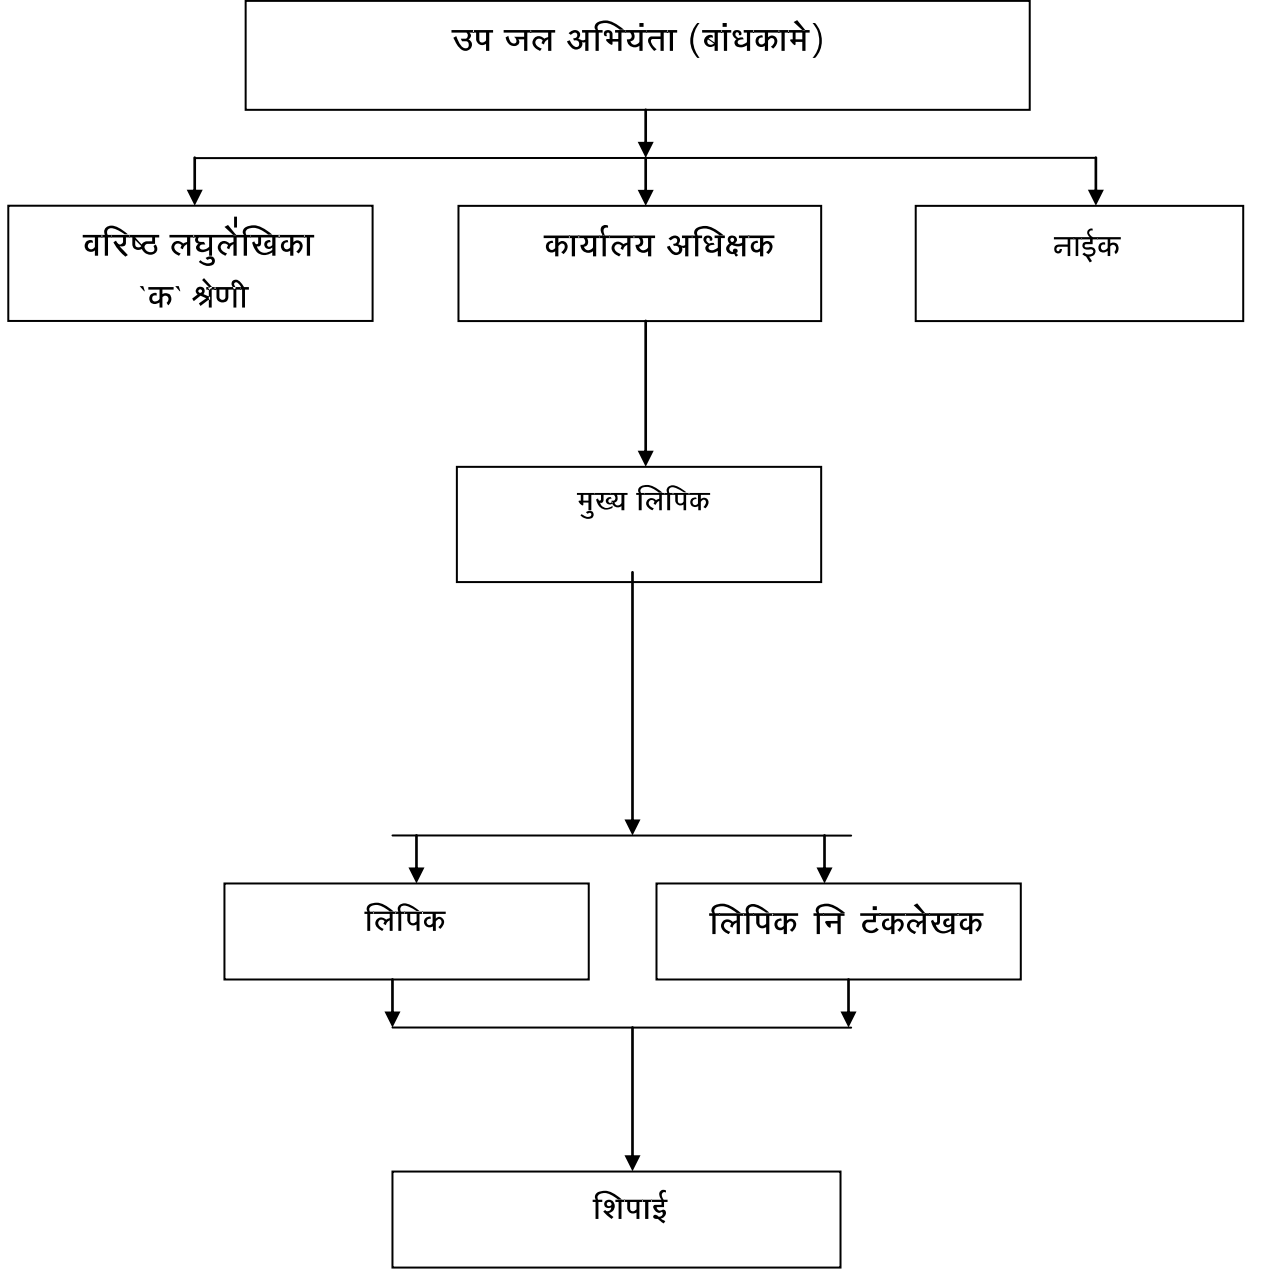 उप जल अभियंता (बांधकामे)
वरिष्ठ लघुलेखिका
`क` श्रेणी
कार्यालय अधिक्षक
नाईक
मुख्य लिपिक
लिपिक
लिपिक नि टंकलेखक
शिपाई